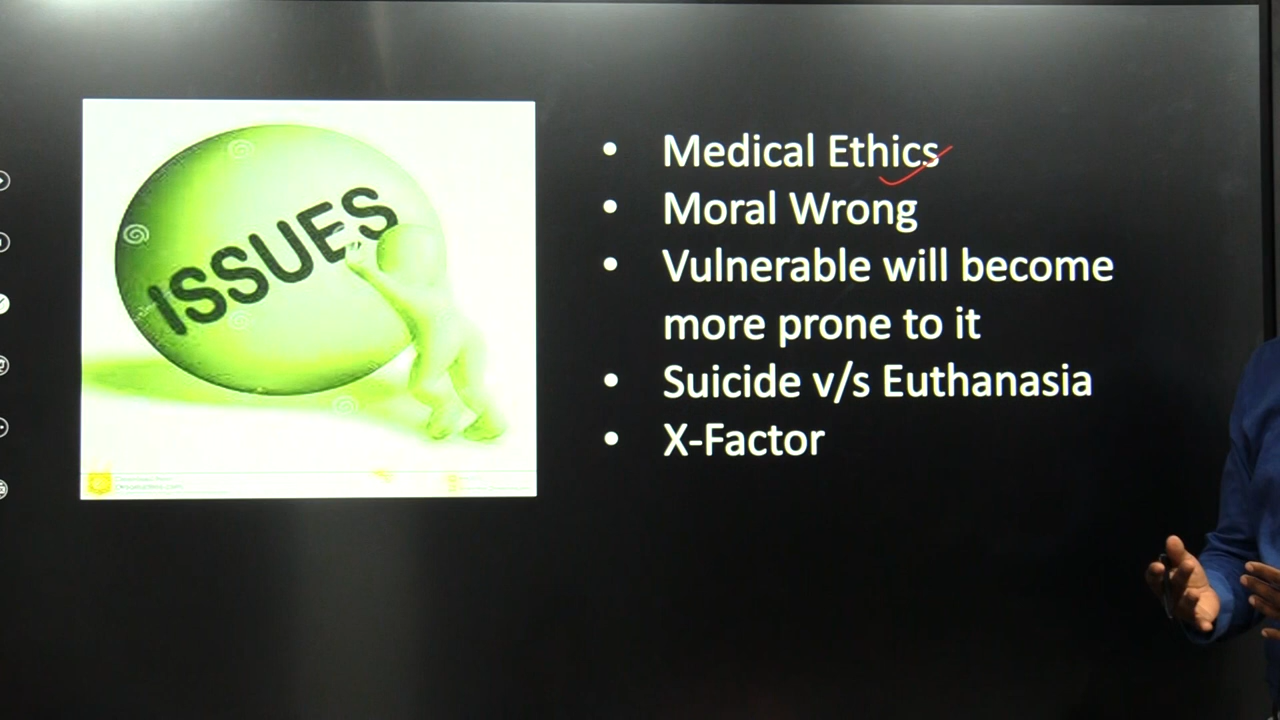 ISSUES
• Medical Ethics
• Moral Wrong
• Vulnerable will become
more prone to it
• Suicide v/s Euthanasia
• X-Factor